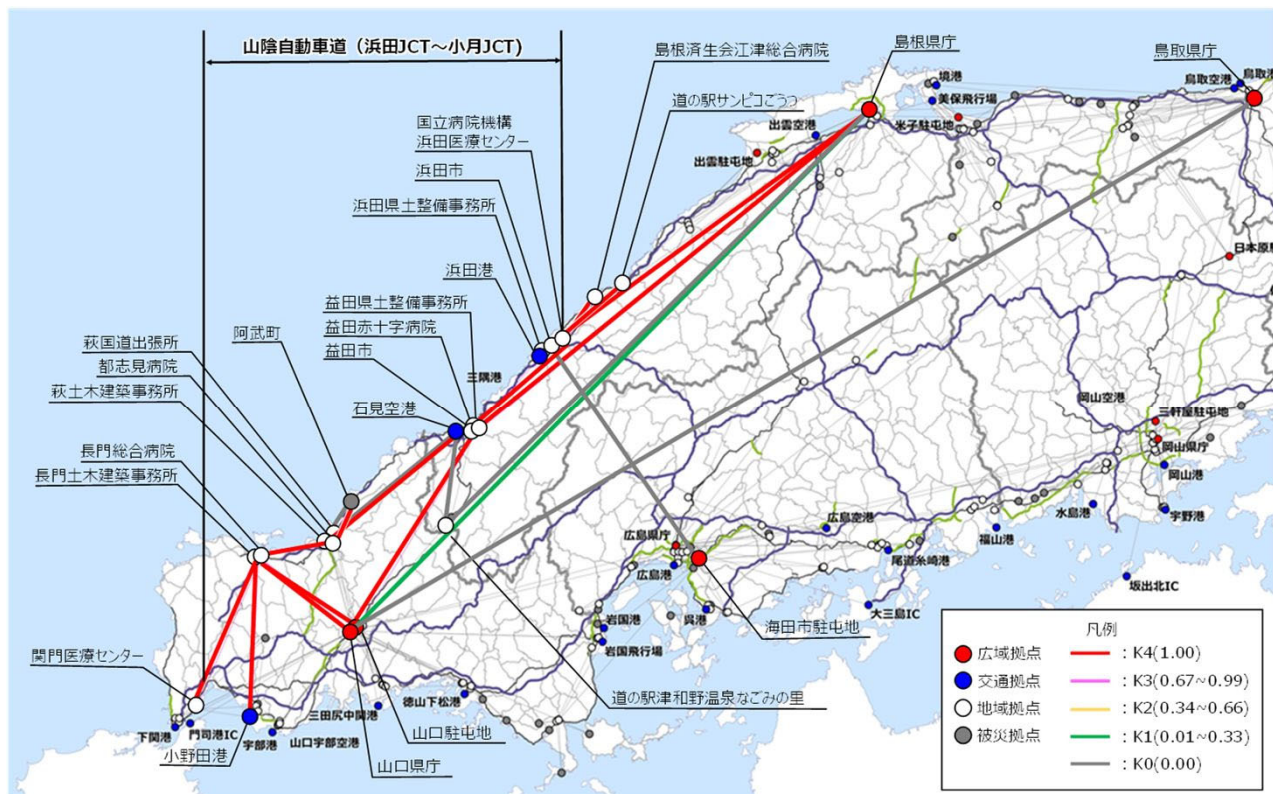 山陰自動車道（浜田JCT～小月JCT）
島根済生会江津総合病院
島根県庁
鳥取県庁
道の駅サンピコごうつ
国立病院機構
浜田医療センター
浜田市
浜田県土整備事務所
浜田港
益田県土整備事務所
益田赤十字病院
益田市
三隅港
石見空港
阿武町
萩国道出張所
都志見病院
萩土木建築事務所
長門総合病院
長門土木建築事務所
関門医療センター
境港
美保飛行場
米子駐屯地
出雲空港
出雲駐屯地
鳥取空港
鳥取港
日本原駐
岡山空港
三軒屋駐屯地
岡山県庁
岡山港
宇野港
水島港
福山港
尾道糸崎港
広島空港
広島県庁
広島港
呉港
大三島IC
坂出北IC
岩国港
岩国飛行場
海田市駐屯地
道の駅津和野温泉なごみの里
徳山下松港
三田尻中関港
山口駐屯地
山口県庁
山口宇部空港
宇部港
小野田港
門司港IC
下関港
凡例
広域拠点 ：K4(1.00)
交通拠点 ：K3(0.67~0.99)
地域拠点 ：K2(0.34~0.66)
被災拠点 ：K1(0.01~0.33)
：K0(0.00)